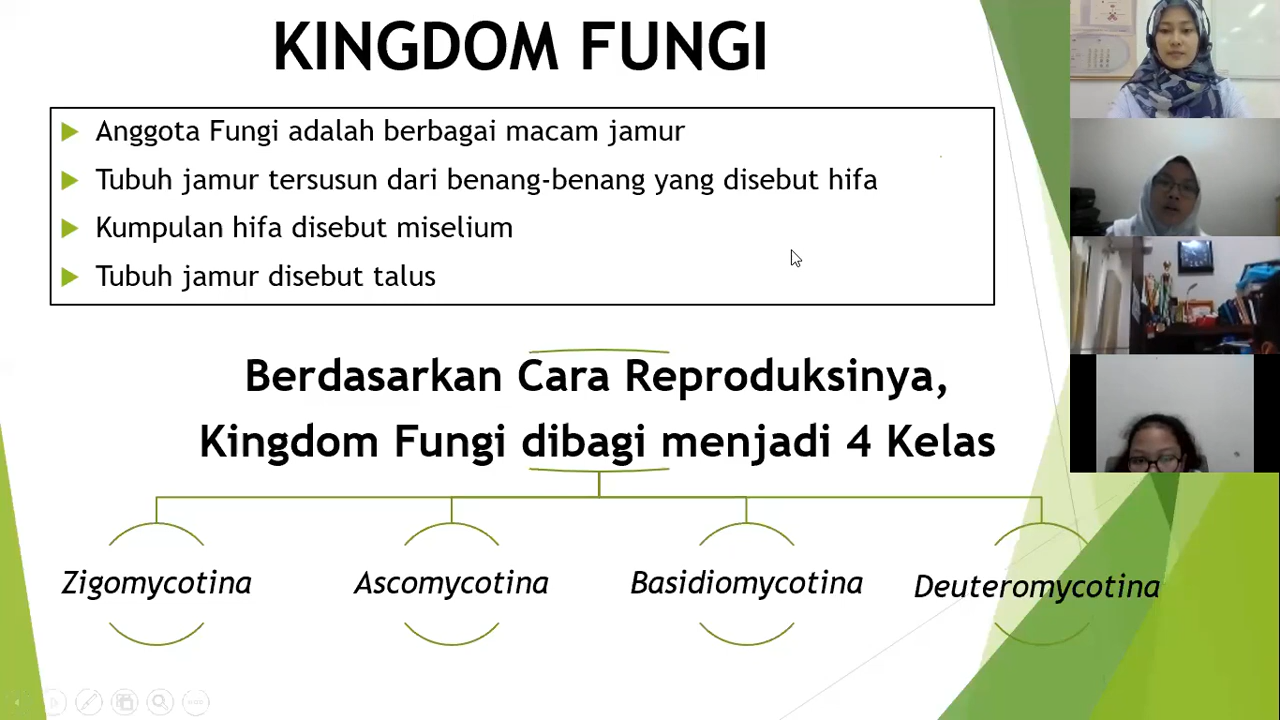 KINGDOM FUNGI
Anggota Fungi adalah berbagai macam jamur
Tubuh jamur tersusun dari benang-benang yang disebut hifa
Kumpulan hifa disebut miselium
Tubuh jamur disebut talus
Berdasarkan Cara Reproduksinya,
Kingdom Fungi dibagi menjadi 4 Kelas
Zigomycotina
Ascomycotina
Basidiomycotina
Deuteromycotina